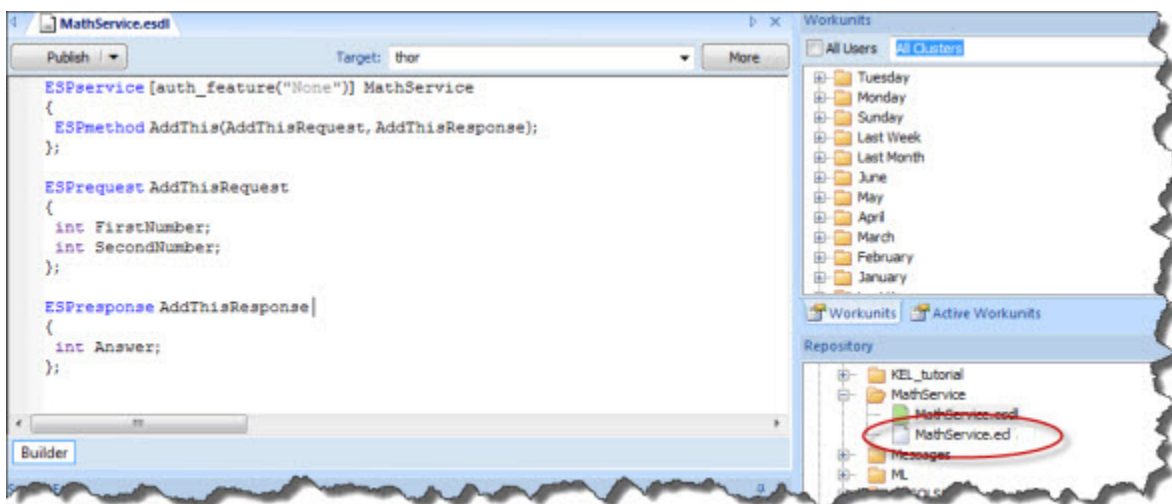 MathService.esdl
Publish
Target: thor
More
ESPservice [auth_feature("None")] MathService
{
ESPmethod AddThis(AddThisRequest, AddThisResponse);
};
ESPrequest AddThisRequest
{
int FirstNumber;
int SecondNumber;
};
ESPresponse AddThisResponse
{
int Answer;
};
Builder
Workunits
All Users
All Clusters
Tuesday
Monday
Sunday
Last Week
Last Month
June
May
April
March
February
January
Workunits
Active Workunits
Repository
KEL_tutorial
MathService
MathService.esdl
MathService.ecl
Messages
ML